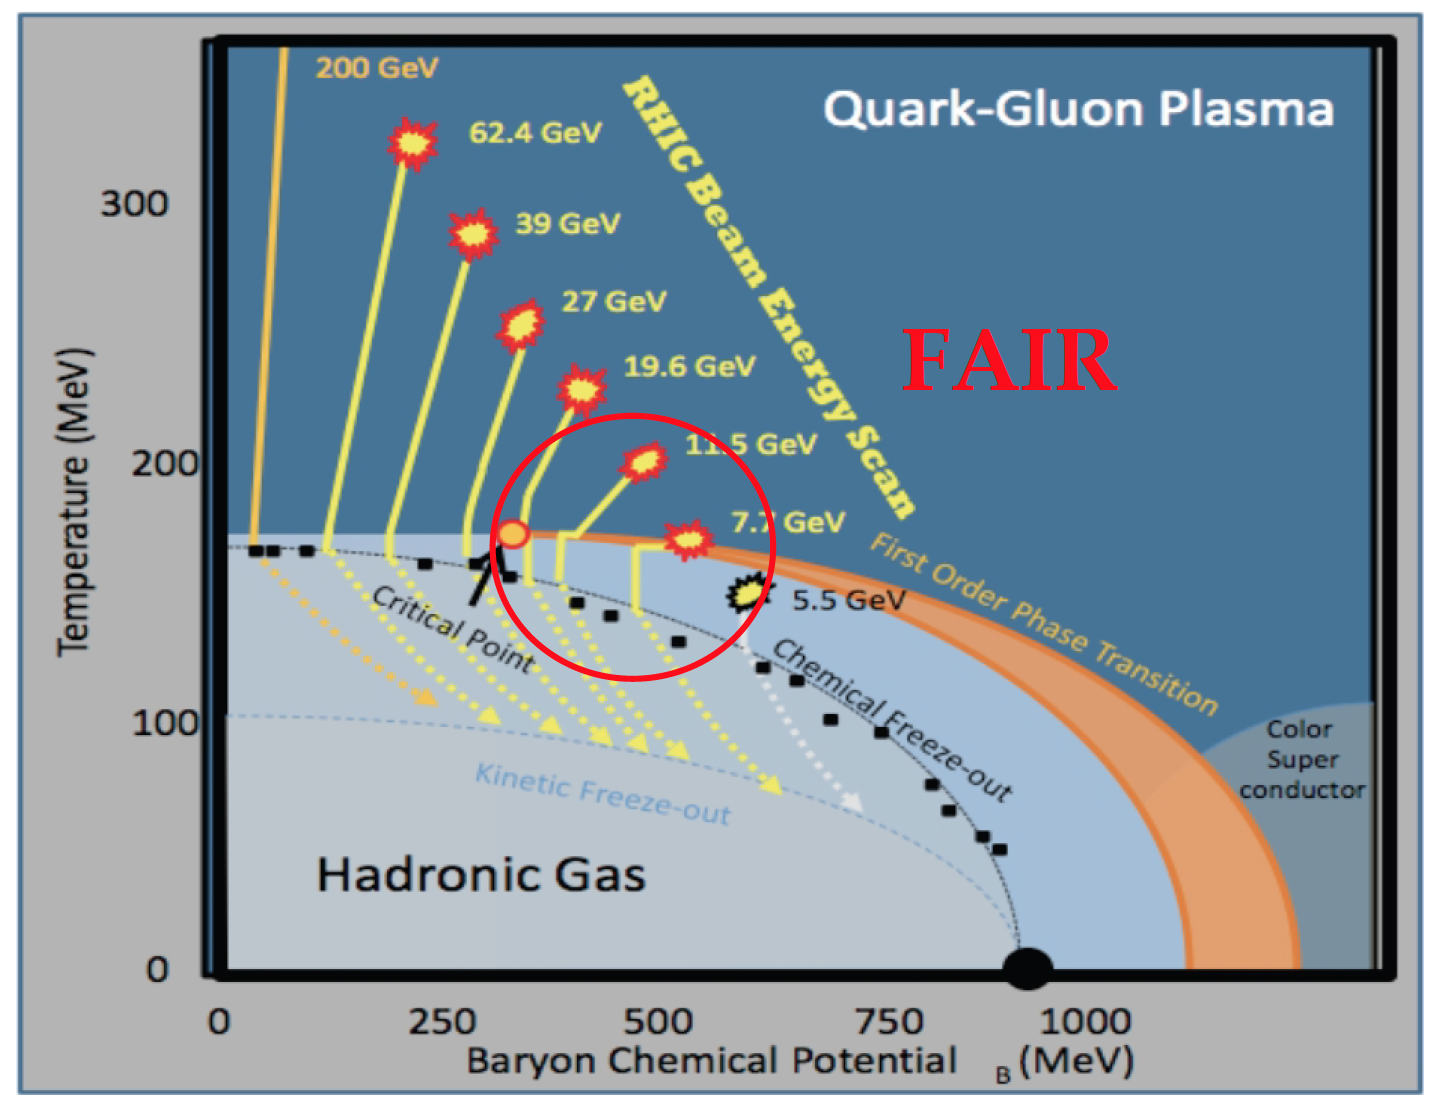 200 GeV
62.4 GeV
Quark-Gluon Plasma
RHIC Beam Energy Scan
300
39 GeV
27 GeV
FAIR
19.6 GeV
11.5 GeV
200
7.7 GeV
First Order Phase Transition
5.5 GeV
Critical Point
Chemical Freeze-out
Temperature (MeV)
100
Color
Super
conductor
Kinetic Freeze-out
Hadronic Gas
0
0 250 500 750 1000
Baryon Chemical Potential B (MeV)